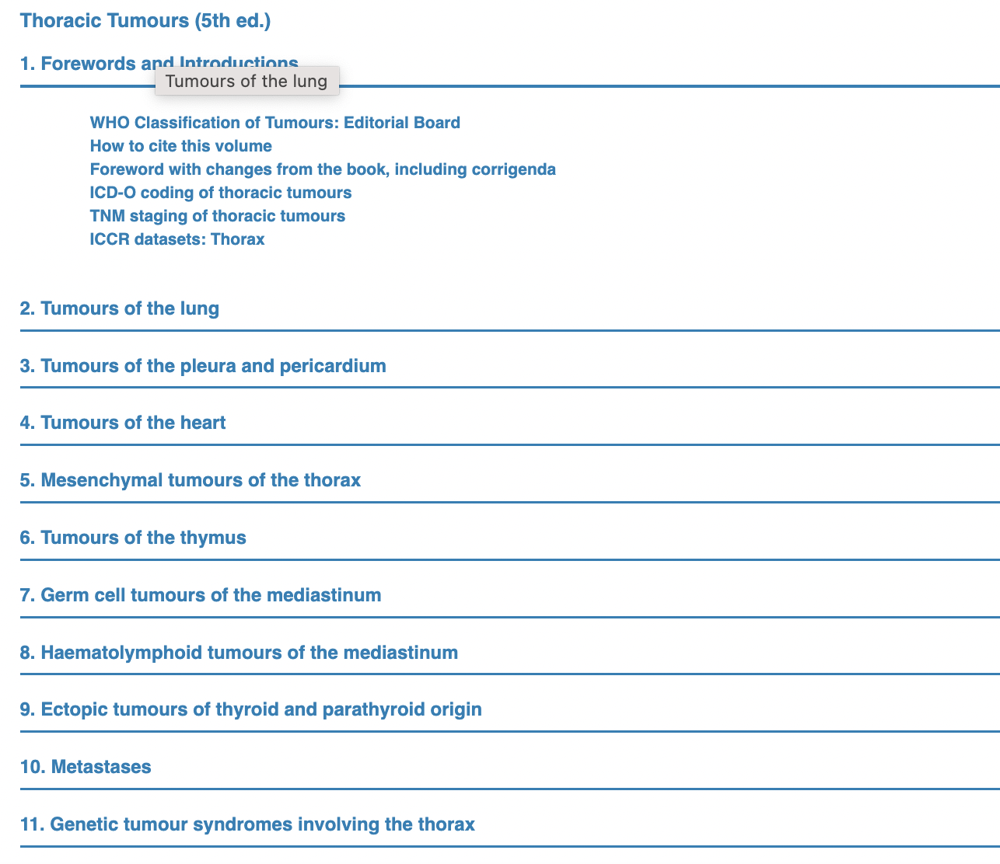 Thoracic Tumours (5th ed.)
1. Forewords and Introductions
Tumours of the lung
WHO Classification of Tumours: Editorial Board
How to cite this volume
Foreword with changes from the book, including corrigenda
ICD-O coding of thoracic tumours
TNM staging of thoracic tumours
ICCR datasets: Thorax
2. Tumours of the lung
3. Tumours of the pleura and pericardium
4. Tumours of the heart
5. Mesenchymal tumours of the thorax
6. Tumours of the thymus
7. Germ cell tumours of the mediastinum
8. Haematolymphoid tumours of the mediastinum
9. Ectopic tumours of thyroid and parathyroid origin
10. Metastases
11. Genetic tumour syndromes involving the thorax